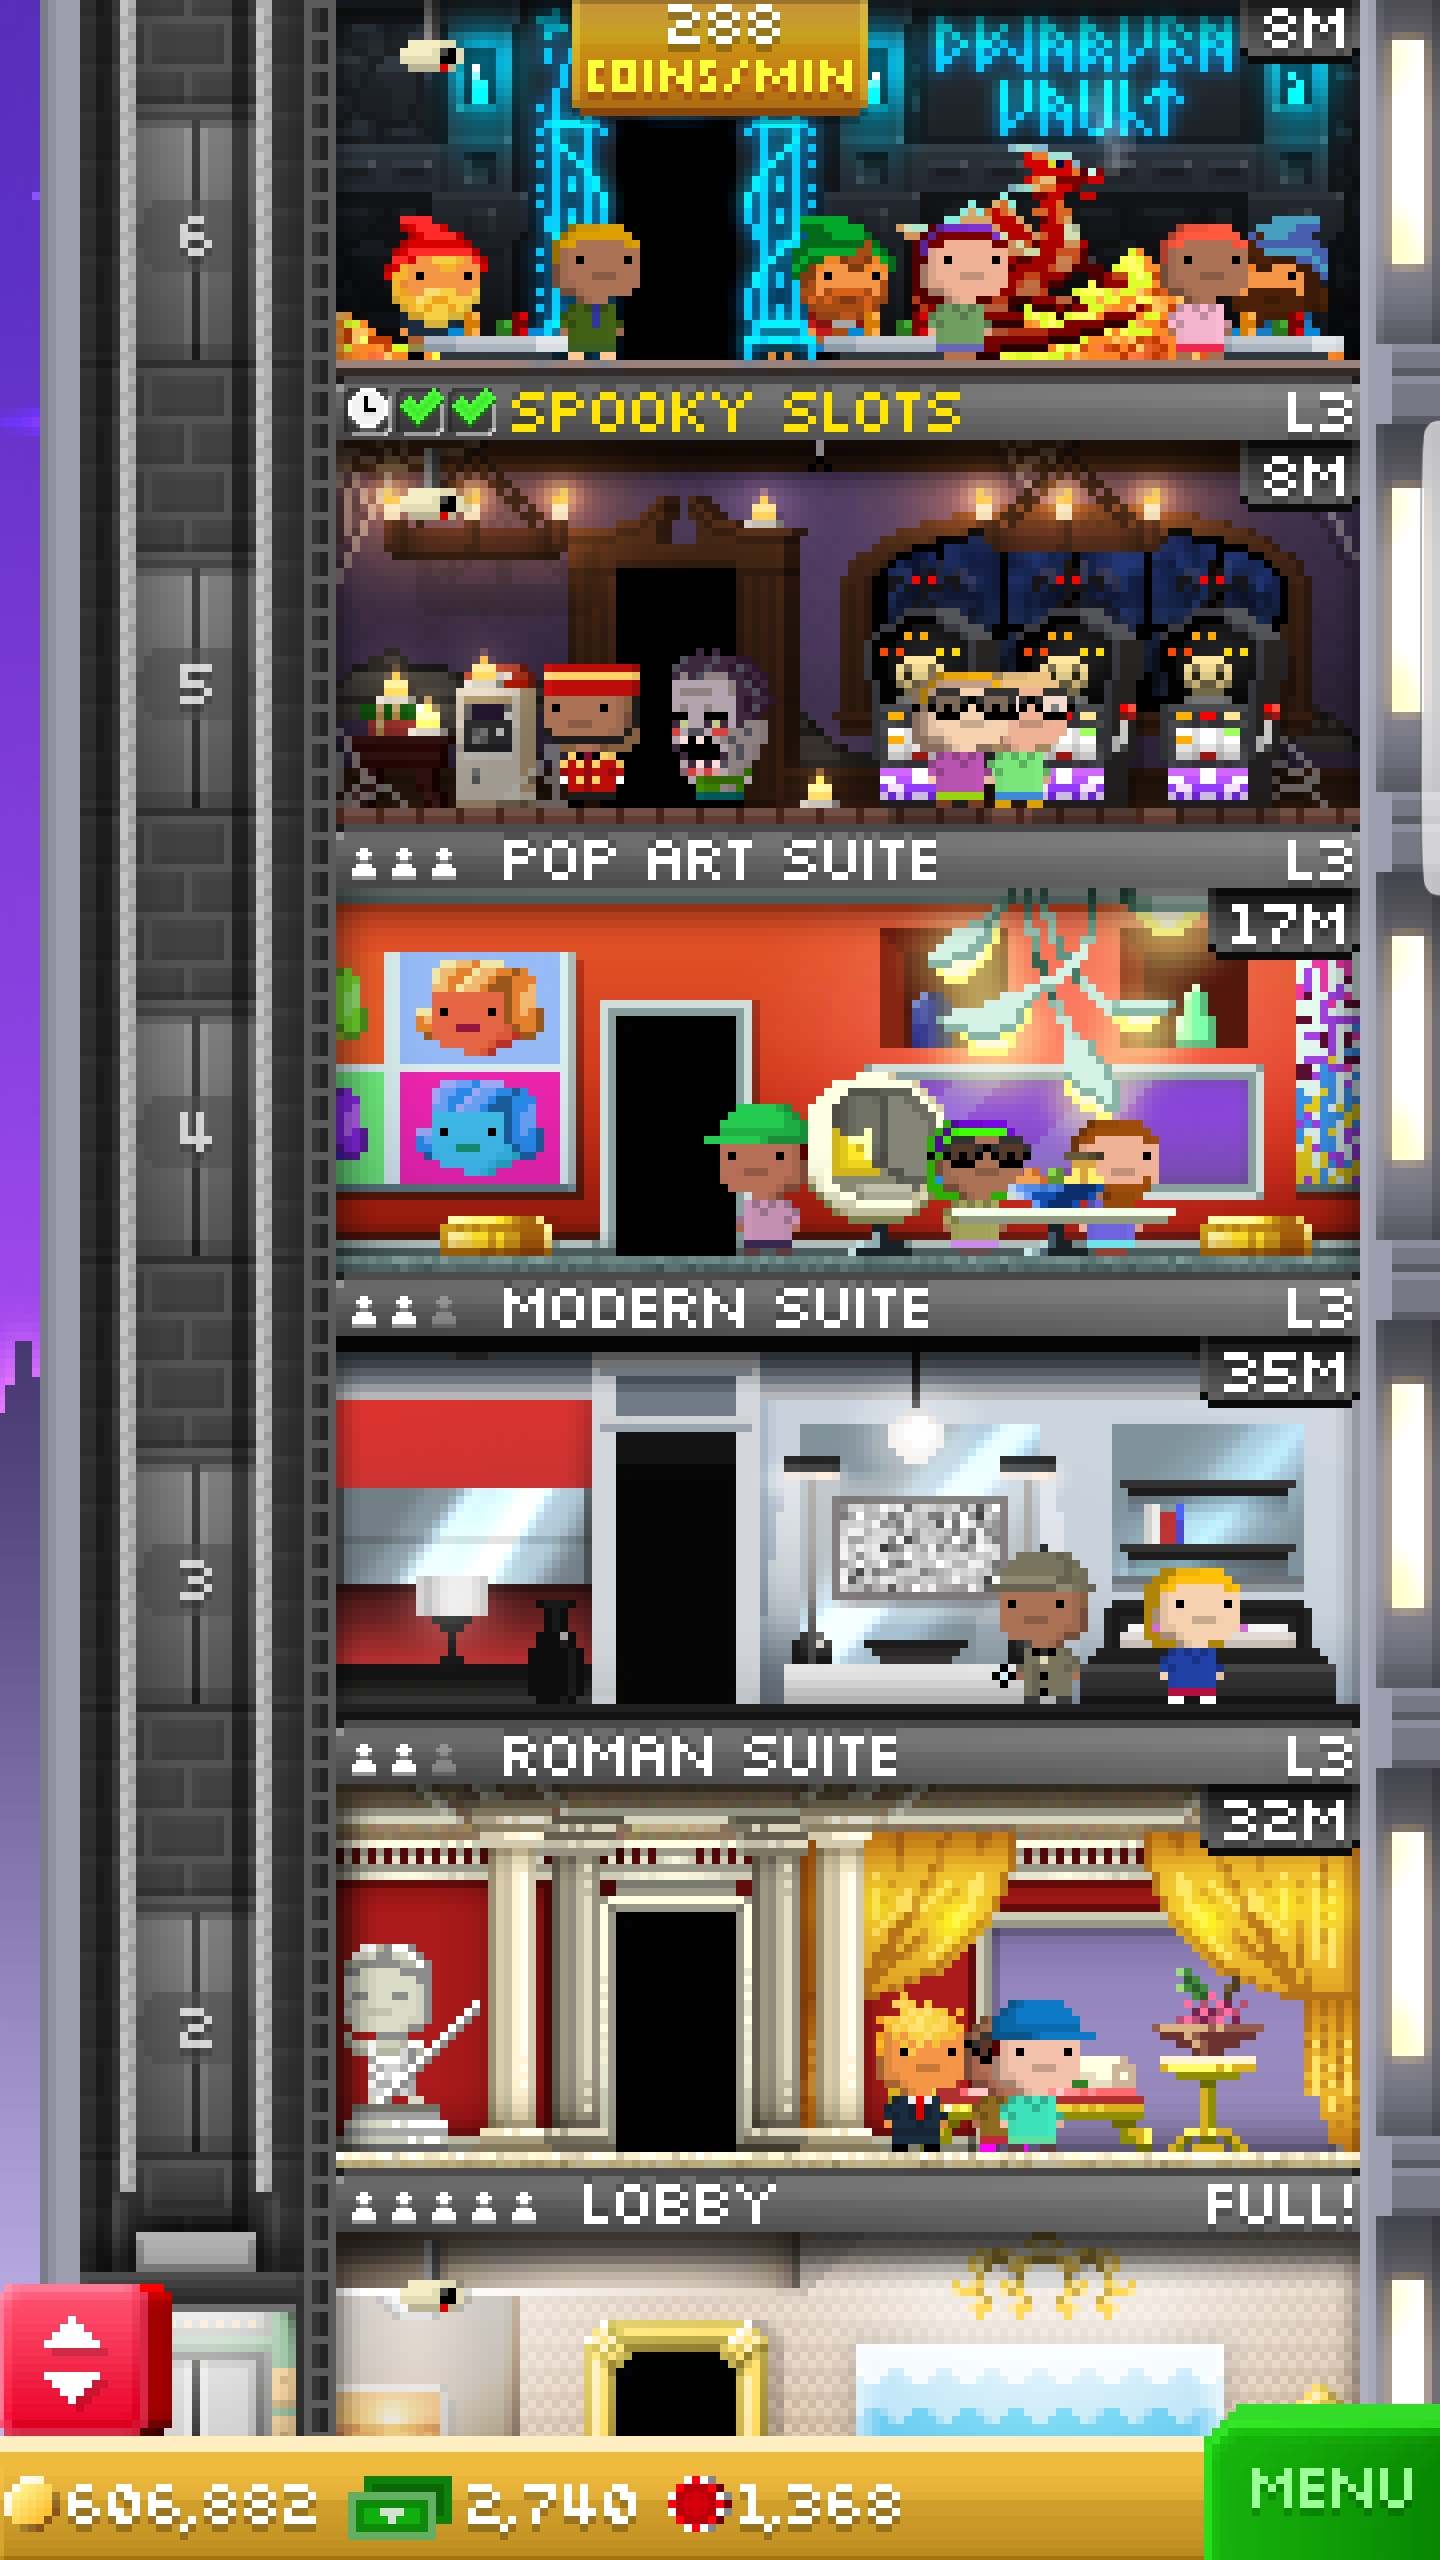 288
COINS/MIN
DWARVEN
VAULT
8M
6
SPOOKY SLOTS
L3
8M
5
POP ART SUITE
L3
17M
4
MODERN SUITE
L3
35M
3
ROMAN SUITE
L3
32M
2
LOBBY
FULL!
606,882
2,740
1,368
MENU